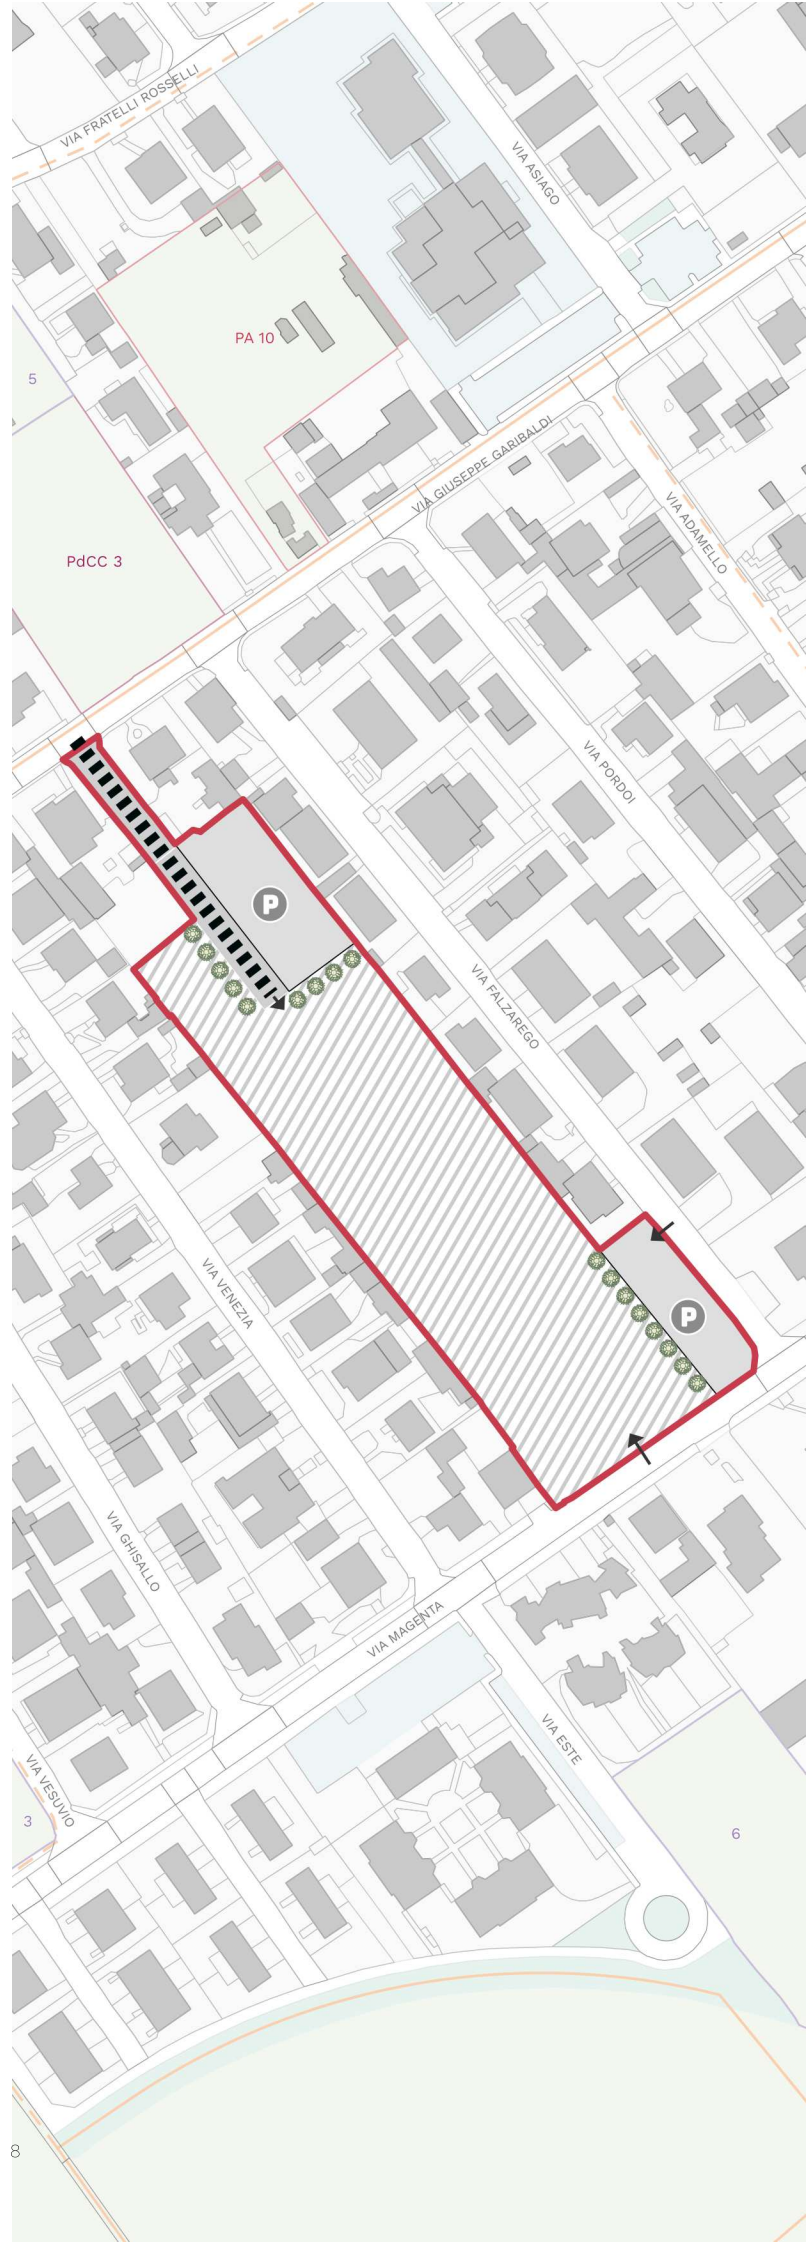 VIA FRATELLI ROSSELLI
VIA ASIAGO
PA 10
5
VIA GIUSEPPE GARIBALDI
VIA ADAMELLO
PdCC 3
VIA PORDOI
P
VIA FALZAREGO
VIA VENEZIA
P
VIA GHISALLO
VIA MAGENTA
VIA ESTE
VIA VESUVIO
3
6
8